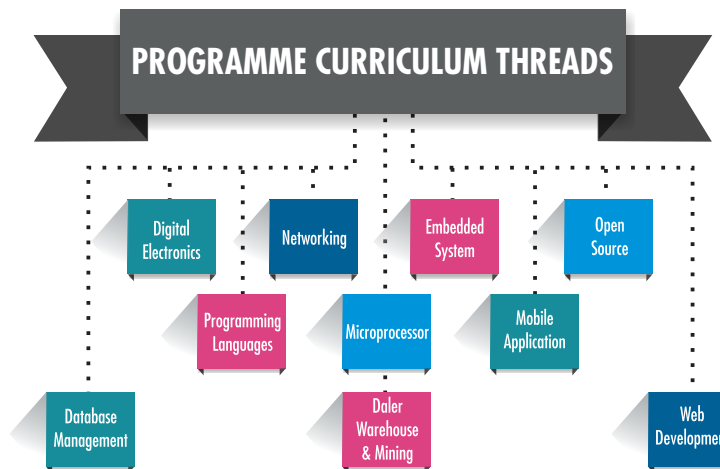 PROGRAMME CURRICULUM THREADS
Digital
Electronics
Networking
Embedded
System
Open
Source
Programming
Languages
Microprocessor
Mobile
Application
Database
Management
Daler
Warehouse
& Mining
Web
Developmen